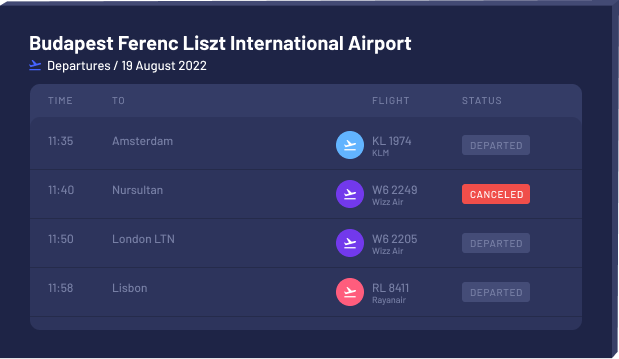 Budapest Ferenc Liszt International Airport
Departures / 19 August 2022
TIME TO FLIGHT STATUS
11:35 Amsterdam KL 1974 DEPARTED
KLM
11:40 Nursultan W6 2249 CANCELED
Wizz Air
11:50 London LTN W6 2205 DEPARTED
Wizz Air
11:58 Lisbon RL 8411 DEPARTED
Rayanair